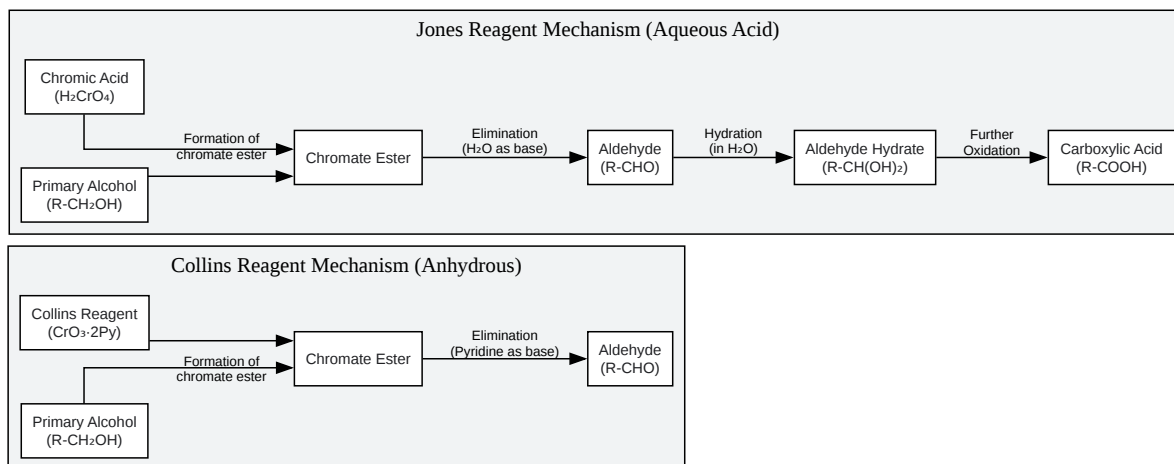 Jones Reagent Mechanism (Aqueous Acid)
Chromic Acid
(H₂CrO₄)
Primary Alcohol
(R-CH₂OH)
Formation of
chromate ester
Chromate Ester
Elimination
(H₂O as base)
Aldehyde
(R-CHO)
Hydration
(in H₂O)
Aldehyde Hydrate
(R-CH(OH)₂)
Further
Oxidation
Carboxylic Acid
(R-COOH)
Collins Reagent Mechanism (Anhydrous)
Collins Reagent
(CrO₃·2Py)
Primary Alcohol
(R-CH₂OH)
Formation of
chromate ester
Chromate Ester
Elimination
(Pyridine as base)
Aldehyde
(R-CHO)